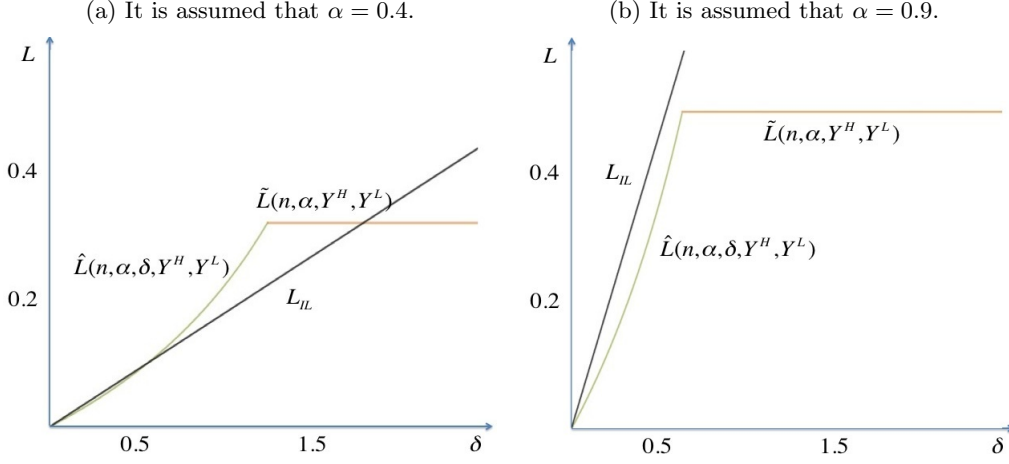 (a) It is assumed that α = 0.4.
L
0.4
0.2
L̃(n,α,Y^H,Y^L)
L̂(n,α,δ,Y^H,Y^L)
L_IL
0.5
1.5
δ
(b) It is assumed that α = 0.9.
L
0.4
0.2
L̃(n,α,Y^H,Y^L)
L_IL
L̂(n,α,δ,Y^H,Y^L)
0.5
1.5
δ